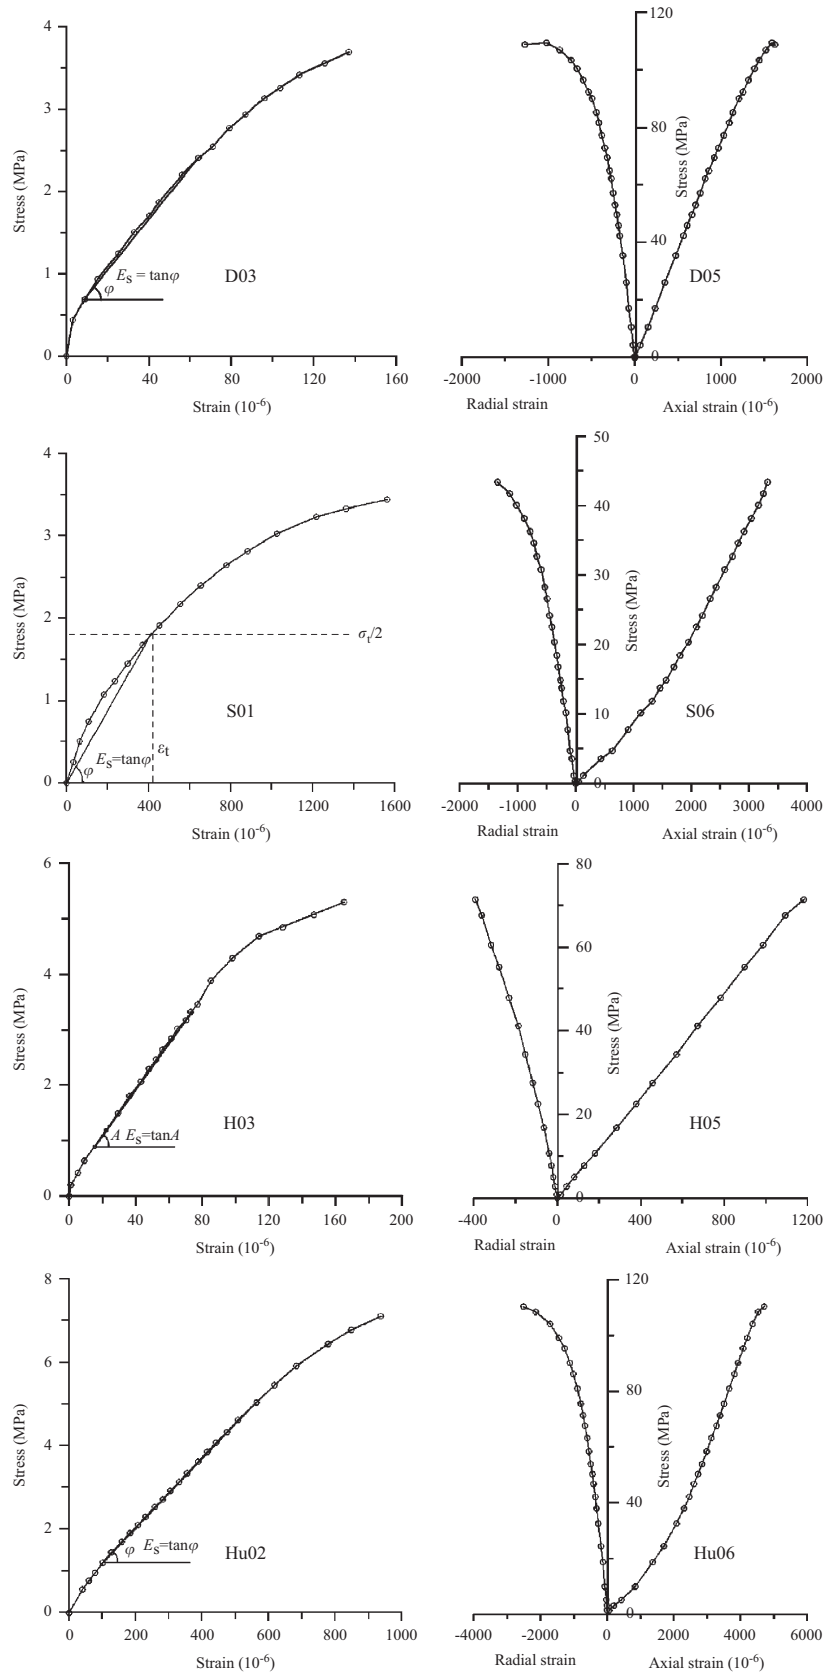 4
3
2
1
0
Stress (MPa)
E_s = tanφ
φ
D03
0 40 80 120 160
Strain (10^-6)
120
80
40
0
Stress (MPa)
D05
-2000 -1000 0 1000 2000
Radial strain Axial strain (10^-6)
4
3
2
1
0
Stress (MPa)
σ_t/2
S01
ε_t
φ E_s=tanφ
0 400 800 1200 1600
Strain (10^-6)
50
40
30
20
10
0
Stress (MPa)
S06
-2000 -1000 0 1000 2000 3000 4000
Radial strain Axial strain (10^-6)
6
4
2
0
Stress (MPa)
A E_s=tanA
H03
0 40 80 120 160 200
Strain (10^-6)
80
60
40
20
0
Stress (MPa)
H05
-400 0 400 800 1200
Radial strain Axial strain (10^-6)
8
6
4
2
0
Stress (MPa)
φ E_s=tanφ
Hu02
0 200 400 600 800 1000
Strain (10^-6)
120
80
40
0
Stress (MPa)
Hu06
-4000 -2000 0 2000 4000 6000
Radial strain Axial strain (10^-6)